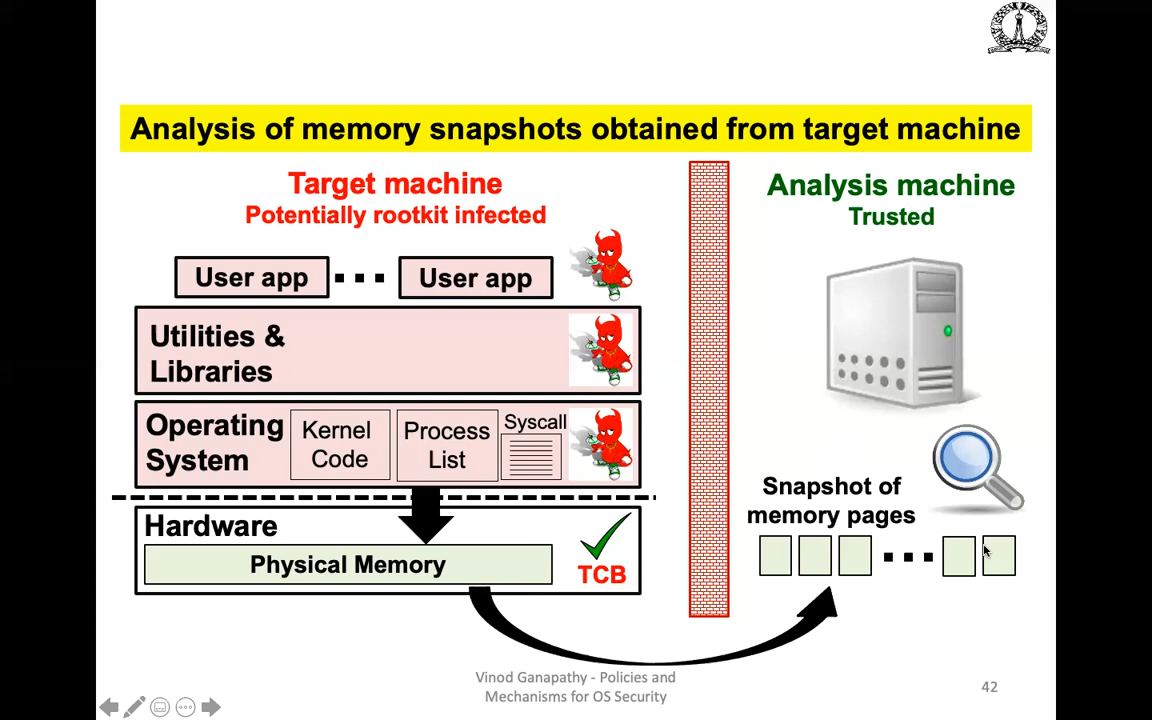 Analysis of memory snapshots obtained from target machine
Target machine
Potentially rootkit infected
User app
User app
Utilities &
Libraries
Operating
System
Kernel
Code
Process
List
Syscall
Hardware
Physical Memory
TCB
Analysis machine
Trusted
Snapshot of
memory pages
Vinod Ganapathy - Policies and
Mechanisms for OS Security
42